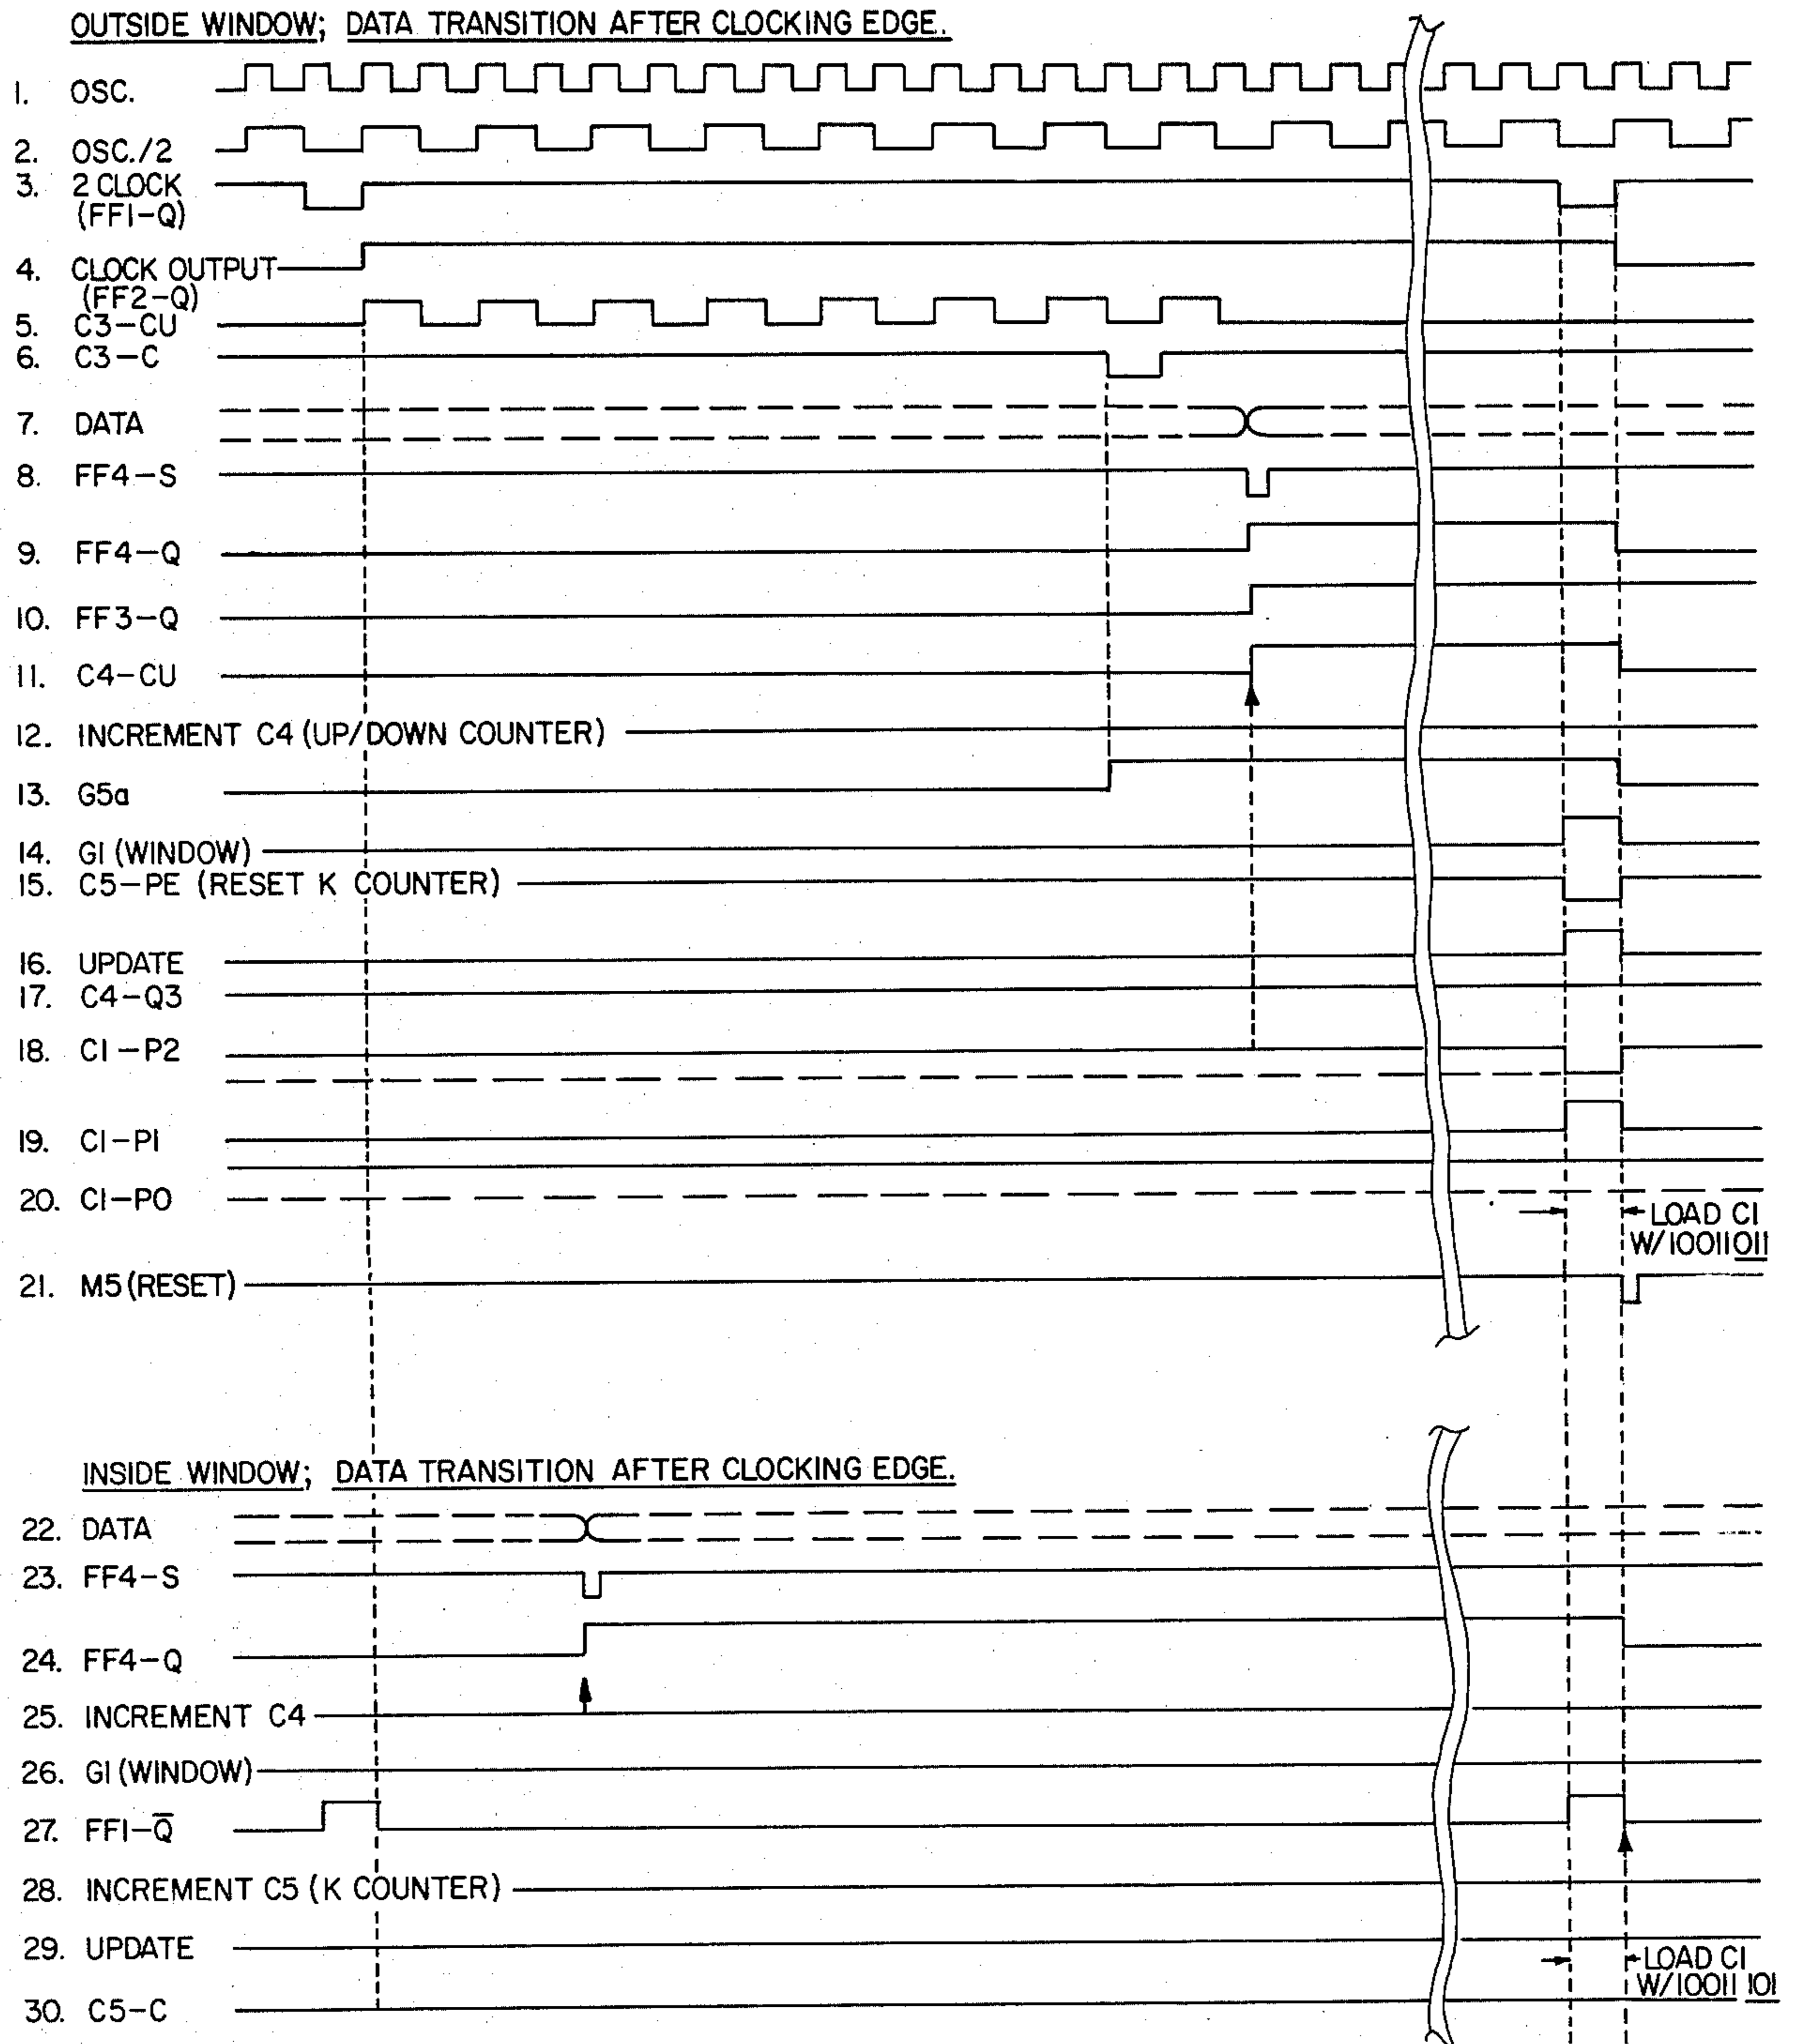 OUTSIDE WINDOW; DATA TRANSITION AFTER CLOCKING EDGE.
1. OSC.
2. OSC./2
3. 2 CLOCK
(FF1-Q)
4. CLOCK OUTPUT
(FF2-Q)
5. C3-CU
6. C3-C
7. DATA
8. FF4-S
9. FF4-Q
10. FF3-Q
11. C4-CU
12. INCREMENT C4 (UP/DOWN COUNTER)
13. G5a
14. G1 (WINDOW)
15. C5-PE (RESET K COUNTER)
16. UPDATE
17. C4-Q3
18. C1-P2
19. C1-P1
20. C1-P0
LOAD C1
W/10011011
21. M5 (RESET)
INSIDE WINDOW; DATA TRANSITION AFTER CLOCKING EDGE.
22. DATA
23. FF4-S
24. FF4-Q
25. INCREMENT C4
26. G1 (WINDOW)
27. FF1-Q̅
28. INCREMENT C5 (K COUNTER)
29. UPDATE
LOAD C1
W/10011 101
30. C5-C